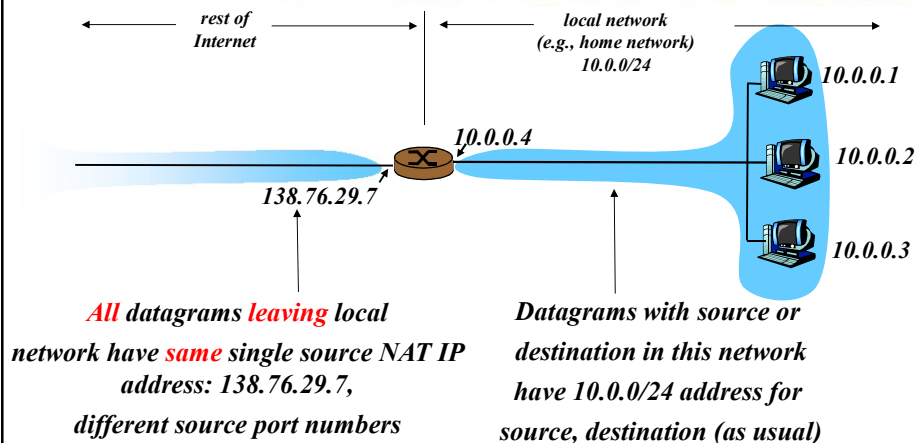 rest of
Internet
local network
(e.g., home network)
10.0.0/24
10.0.0.1
10.0.0.4
10.0.0.2
138.76.29.7
10.0.0.3
All datagrams leaving local
network have same single source NAT IP
address: 138.76.29.7,
different source port numbers
Datagrams with source or
destination in this network
have 10.0.0/24 address for
source, destination (as usual)